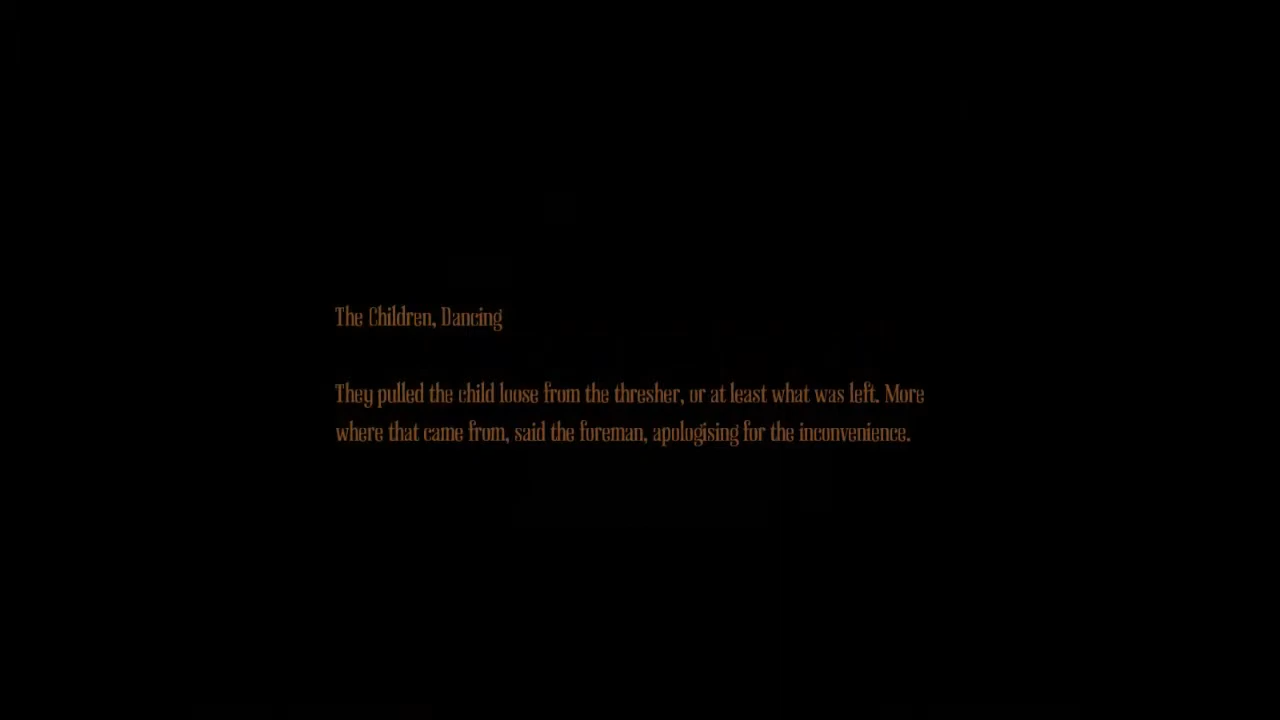 The Children, Dancing
They pulled the child loose from the thresher, or at least what was left. More
where that came from, said the foreman, apologising for the inconvenience.